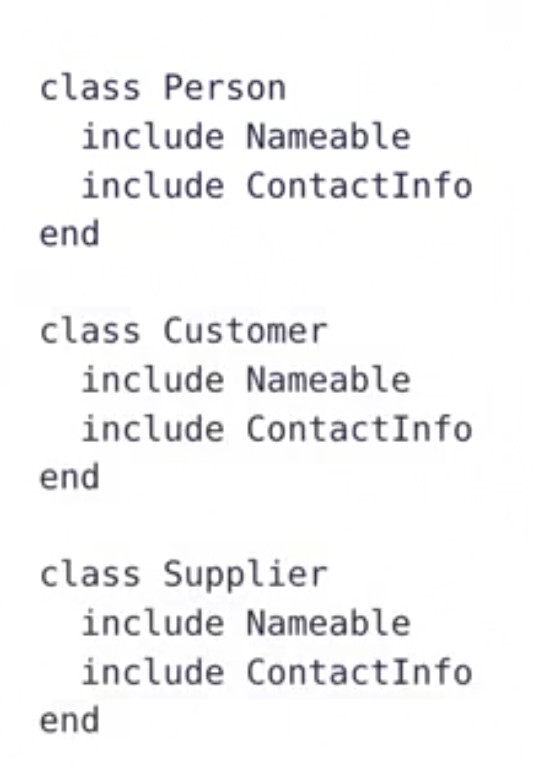 class Person
  include Nameable
  include ContactInfo
end

class Customer
  include Nameable
  include ContactInfo
end

class Supplier
  include Nameable
  include ContactInfo
end